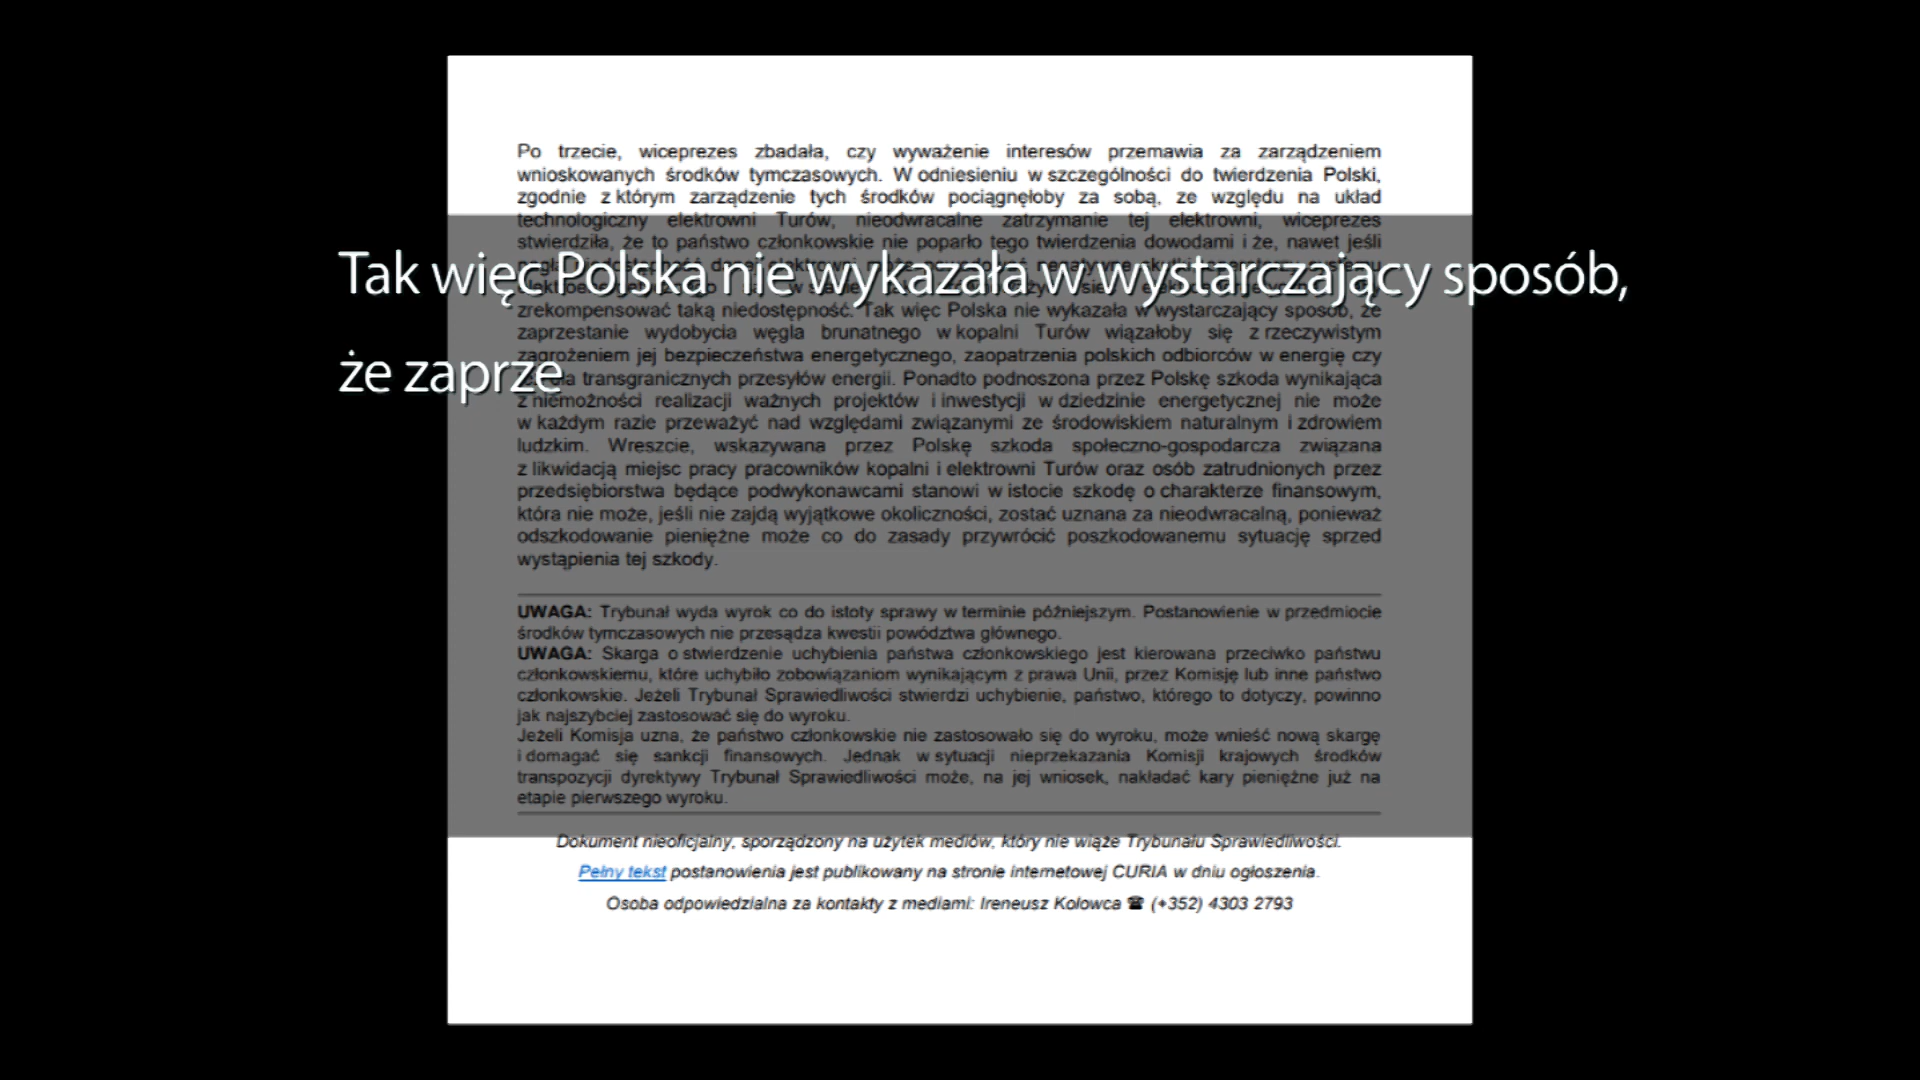 Po trzecie, wiceprezes zbadała, czy wyważenie interesów przemawia za zarządzeniem
wnioskowanych środków tymczasowych. W odniesieniu w szczególności do twierdzenia Polski,
zgodnie z którym zarządzenie tych środków pociągnęłoby za sobą, ze względu na układ
technologiczny elektrowni Turów, nieodwracalne zatrzymanie tej elektrowni, wiceprezes
stwierdziła, że to państwo członkowskie nie poparło tego twierdzenia dowodami i że, nawet jeśli
Tak więc Polska nie wykazała w wystarczający sposób,
zrekompensować taką niedostępność. Tak więc Polska nie wykazała w wystarczający sposób, że
zaprzestanie wydobycia węgla brunatnego w kopalni Turów wiązałoby się z rzeczywistym
zagrożeniem jej bezpieczeństwa energetycznego, zaopatrzenia polskich odbiorców w energię czy
że zaprze
transgranicznych przesyłów energii. Ponadto podnoszona przez Polskę szkoda wynikająca
z niemożności realizacji ważnych projektów i inwestycji w dziedzinie energetycznej nie może
w każdym razie przeważyć nad względami związanymi ze środowiskiem naturalnym i zdrowiem
ludzkim. Wreszcie, wskazywana przez Polskę szkoda społeczno-gospodarcza związana
z likwidacją miejsc pracy pracowników kopalni i elektrowni Turów oraz osób zatrudnionych przez
przedsiębiorstwa będące podwykonawcami stanowi w istocie szkodę o charakterze finansowym,
która nie może, jeśli nie zajdą wyjątkowe okoliczności, zostać uznana za nieodwracalną, ponieważ
odszkodowanie pieniężne może co do zasady przywrócić poszkodowanemu sytuację sprzed
wystąpienia tej szkody.
UWAGA: Trybunał wyda wyrok co do istoty sprawy w terminie późniejszym. Postanowienie w przedmiocie
środków tymczasowych nie przesądza kwestii powództwa głównego.
UWAGA: Skarga o stwierdzenie uchybienia państwa członkowskiego jest kierowana przeciwko państwu
członkowskiemu, które uchybiło zobowiązaniom wynikającym z prawa Unii, przez Komisję lub inne państwo
członkowskie. Jeżeli Trybunał Sprawiedliwości stwierdzi uchybienie, państwo, którego to dotyczy, powinno
jak najszybciej zastosować się do wyroku.
Jeżeli Komisja uzna, że państwo członkowskie nie zastosowało się do wyroku, może wnieść nową skargę
i domagać się sankcji finansowych. Jednak w sytuacji nieprzekazania Komisji krajowych środków
transpozycji dyrektywy Trybunał Sprawiedliwości może, na jej wniosek, nakładać kary pieniężne już na
etapie pierwszego wyroku.
Dokument nieoficjalny, sporządzony na użytek mediów, który nie wiąże Trybunału Sprawiedliwości.
Pełny tekst postanowienia jest publikowany na stronie internetowej CURIA w dniu ogłoszenia.
Osoba odpowiedzialna za kontakty z mediami: Ireneusz Kolowca ☎ (+352) 4303 2793